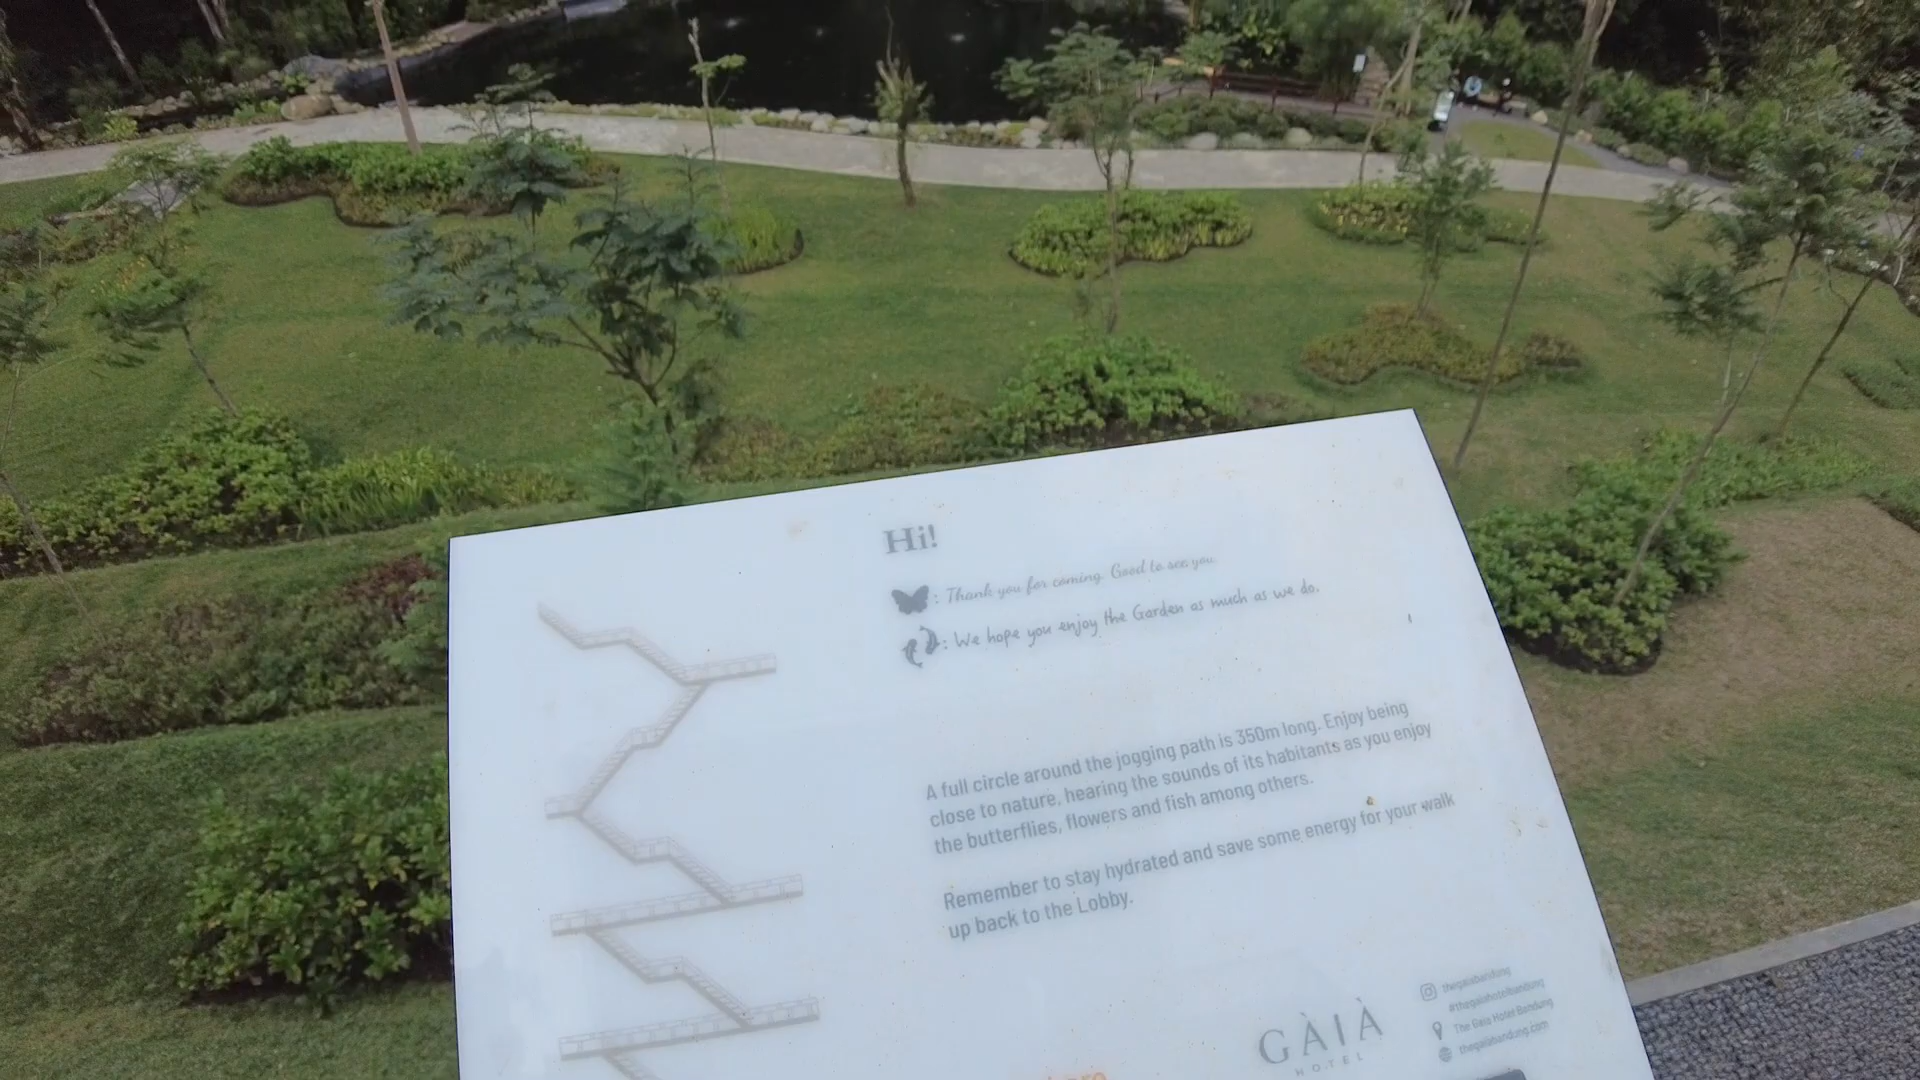 Hi!
: Thank you for coming. Good to see you.
: We hope you enjoy the Garden as much as we do.
A full circle around the jogging path is 350m long. Enjoy being
close to nature, hearing the sounds of its habitants as you enjoy
the butterflies, flowers and fish among others.
Remember to stay hydrated and save some energy for your walk
up back to the Lobby.
GÀIÀ
HOTEL
thegaiabandung
#thegaiahotelbandung
The Gaia Hotel Bandung
thegaiabandung.com